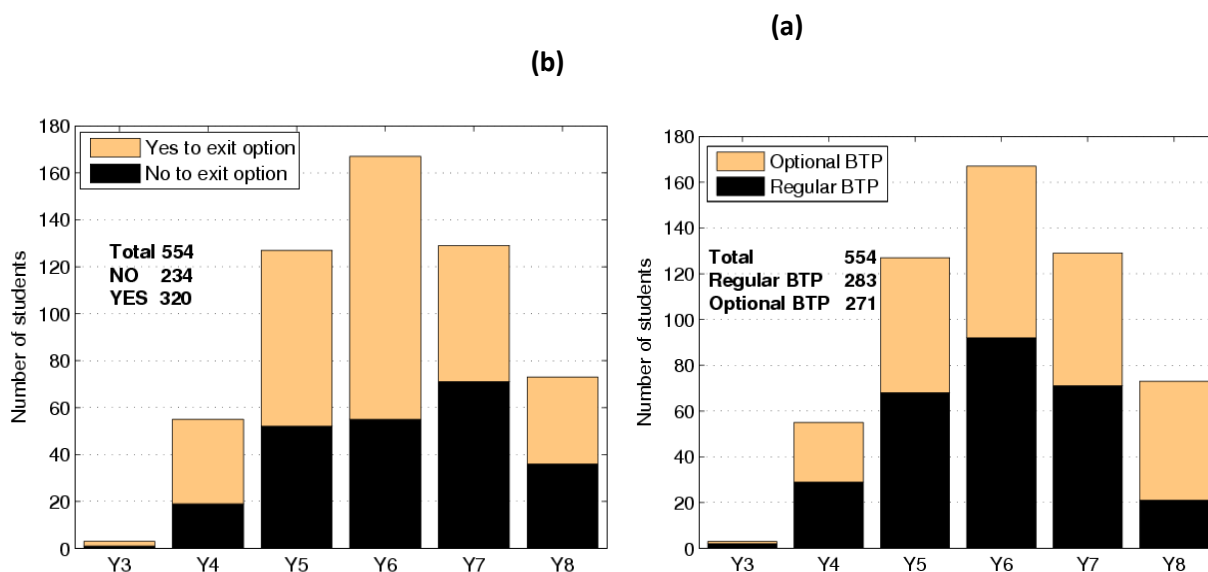 (a)
(b)
180
160
140
120
100
80
60
40
20
0
Number of students
Yes to exit option
No to exit option
Total 554
NO 234
YES 320
Y3 Y4 Y5 Y6 Y7 Y8
180
160
140
120
100
80
60
40
20
0
Number of students
Optional BTP
Regular BTP
Total 554
Regular BTP 283
Optional BTP 271
Y3 Y4 Y5 Y6 Y7 Y8